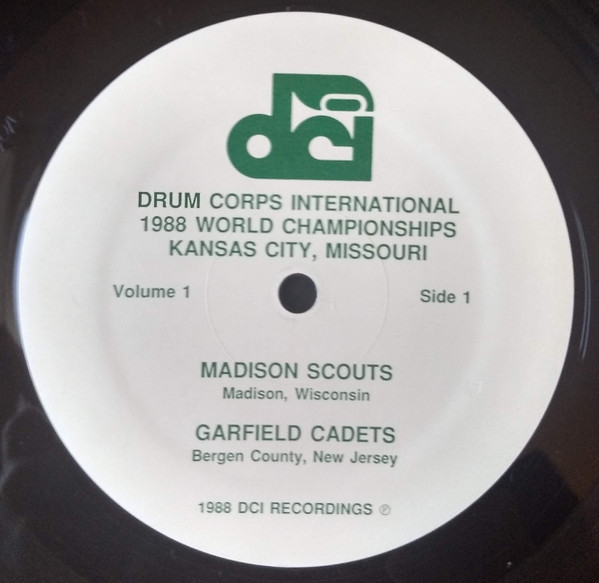 dci
DRUM CORPS INTERNATIONAL
1988 WORLD CHAMPIONSHIPS
KANSAS CITY, MISSOURI
Volume 1 Side 1
MADISON SCOUTS
Madison, Wisconsin
GARFIELD CADETS
Bergen County, New Jersey
1988 DCI RECORDINGS ℗